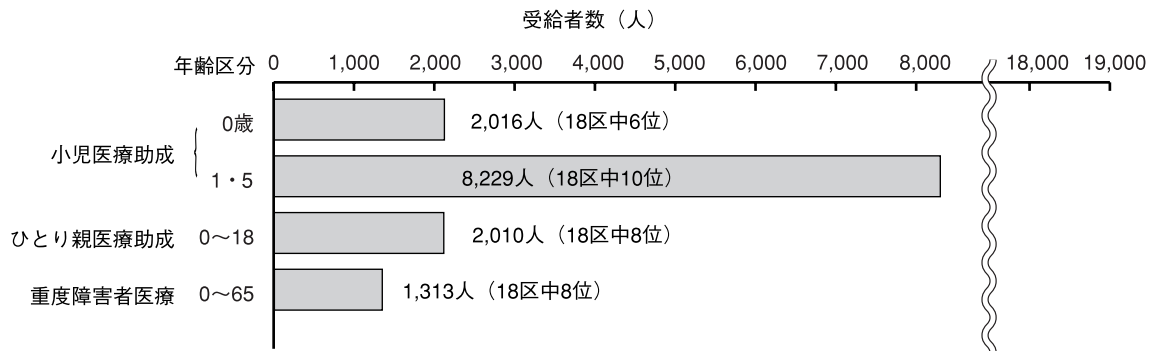 受給者数（人）
年齢区分 0 1,000 2,000 3,000 4,000 5,000 6,000 7,000 8,000 18,000 19,000
小児医療助成
0歳 2,016人（18区中6位）
1・5 8,229人（18区中10位）
ひとり親医療助成 0〜18 2,010人（18区中8位）
重度障害者医療 0〜65 1,313人（18区中8位）